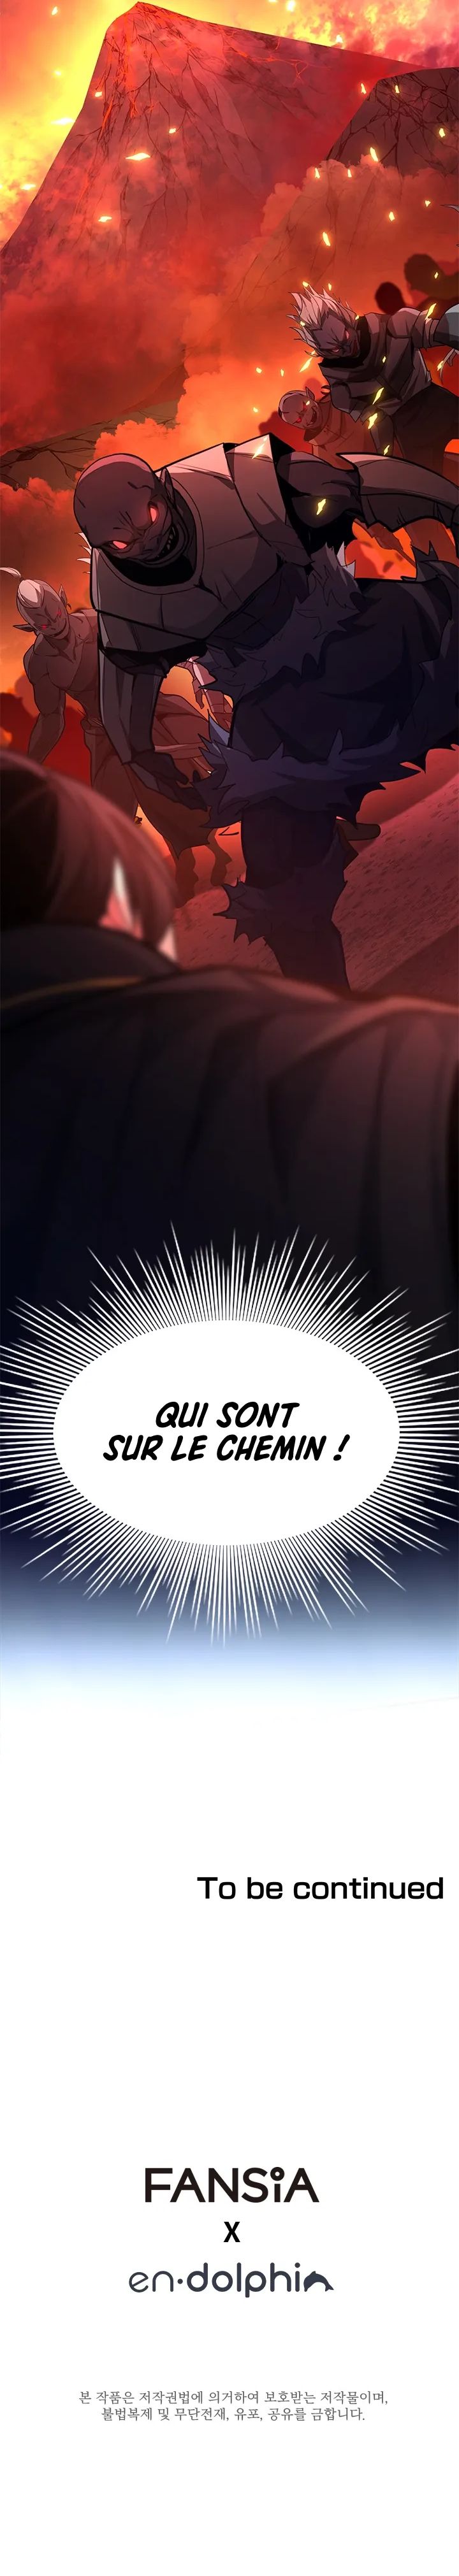 QUI SONT
SUR LE CHEMIN !
To be continued
FANSiA
X
en·dolphin
본 작품은 저작권법에 의거하여 보호받는 저작물이며,
불법복제 및 무단전재, 유포, 공유를 금합니다.